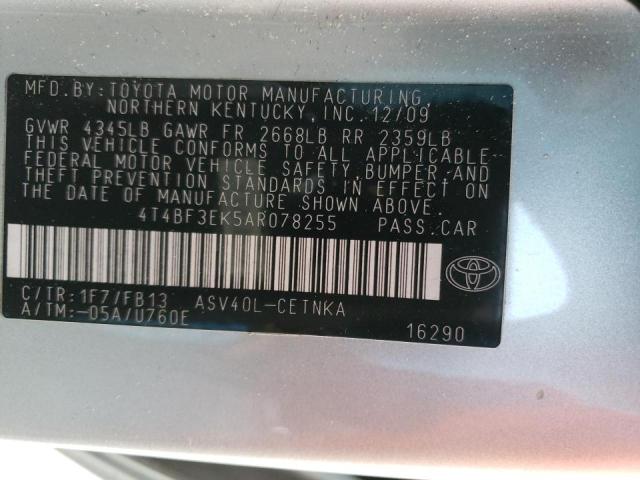 MFD.BY:TOYOTA MOTOR MANUFACTURING,
NORTHERN KENTUCKY,INC.12/09
GVWR 4345LB GAWR FR 2668LB RR 2359LB
THIS VEHICLE CONFORMS TO ALL APPLICABLE
FEDERAL MOTOR VEHICLE SAFETY,BUMPER,AND
THEFT PREVENTION STANDARDS IN EFFECT ON
THE DATE OF MANUFACTURE SHOWN ABOVE.
4T4BF3EK5AR078255 PASS.CAR
C/TR:1F7/FB13 ASV40L-CETNKA
A/TM:-05A/U760E
16290